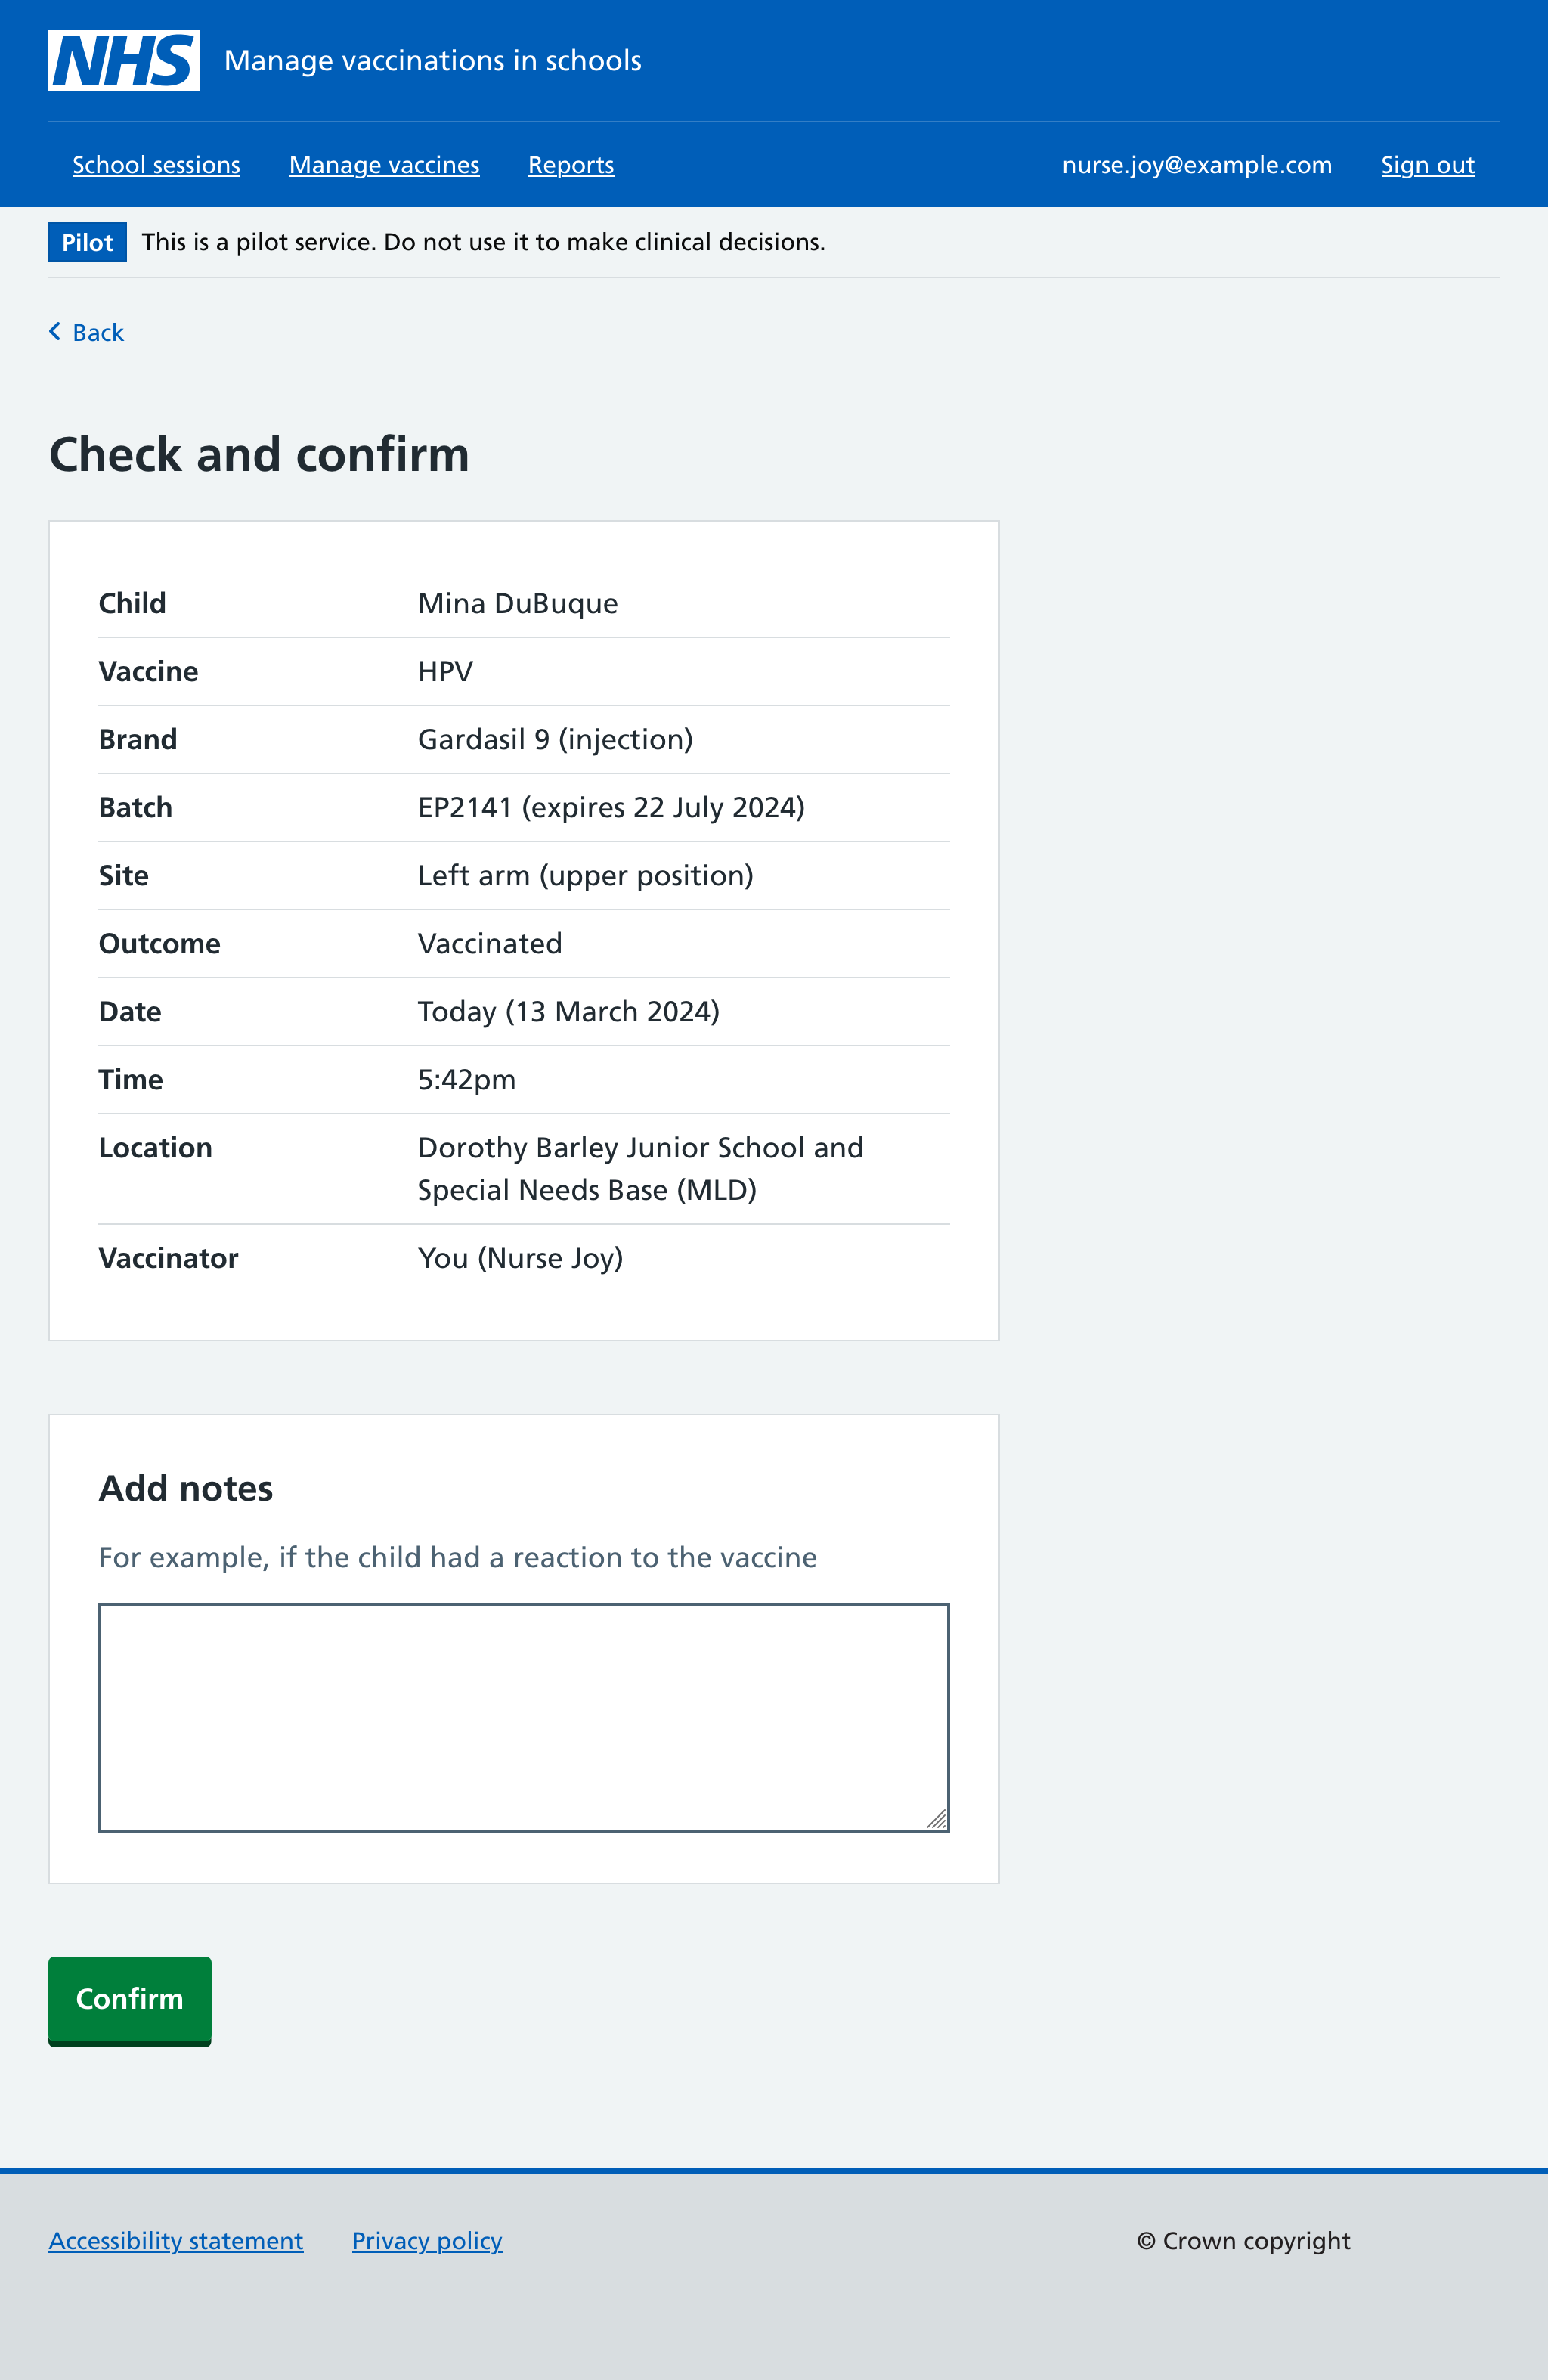 NHS Manage vaccinations in schools
School sessions Manage vaccines Reports nurse.joy@example.com Sign out
Pilot This is a pilot service. Do not use it to make clinical decisions.
Back
Check and confirm
Child Mina DuBuque
Vaccine HPV
Brand Gardasil 9 (injection)
Batch EP2141 (expires 22 July 2024)
Site Left arm (upper position)
Outcome Vaccinated
Date Today (13 March 2024)
Time 5:42pm
Location Dorothy Barley Junior School and
Special Needs Base (MLD)
Vaccinator You (Nurse Joy)
Add notes
For example, if the child had a reaction to the vaccine
Confirm
Accessibility statement Privacy policy © Crown copyright